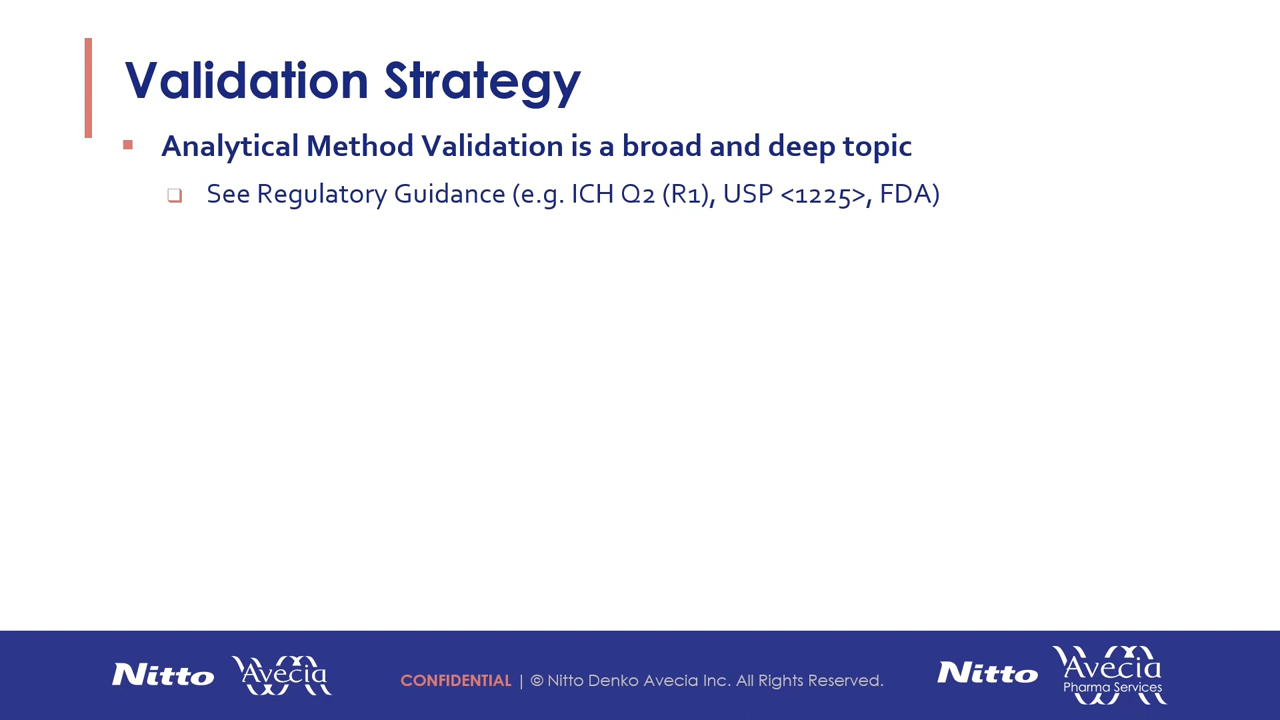 Validation Strategy
Analytical Method Validation is a broad and deep topic
See Regulatory Guidance (e.g. ICH Q2 (R1), USP <1225>, FDA)
Nitto Avecia
CONFIDENTIAL | © Nitto Denko Avecia Inc. All Rights Reserved.
Nitto Avecia
Pharma Services